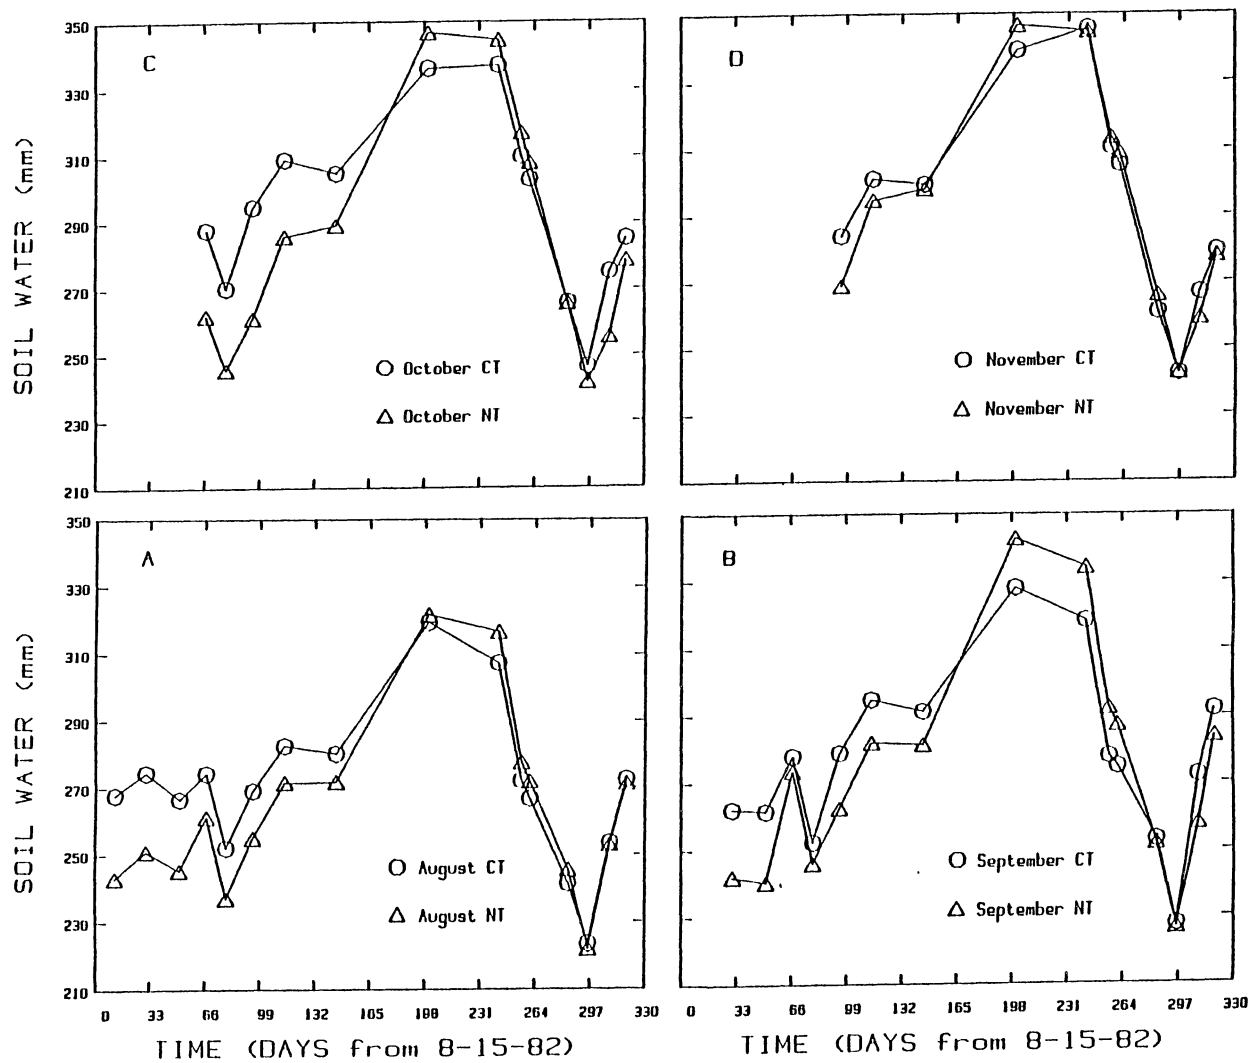 C
D
350
330
310
290
270
250
230
210
SOIL WATER (mm)
October CT
October NT
November CT
November NT
A
B
350
330
310
290
270
250
230
210
SOIL WATER (mm)
August CT
August NT
September CT
September NT
0 33 66 99 132 165 198 231 264 297 330
0 33 66 99 132 165 198 231 264 297 330
TIME (DAYS from 8-15-82)
TIME (DAYS from 8-15-82)